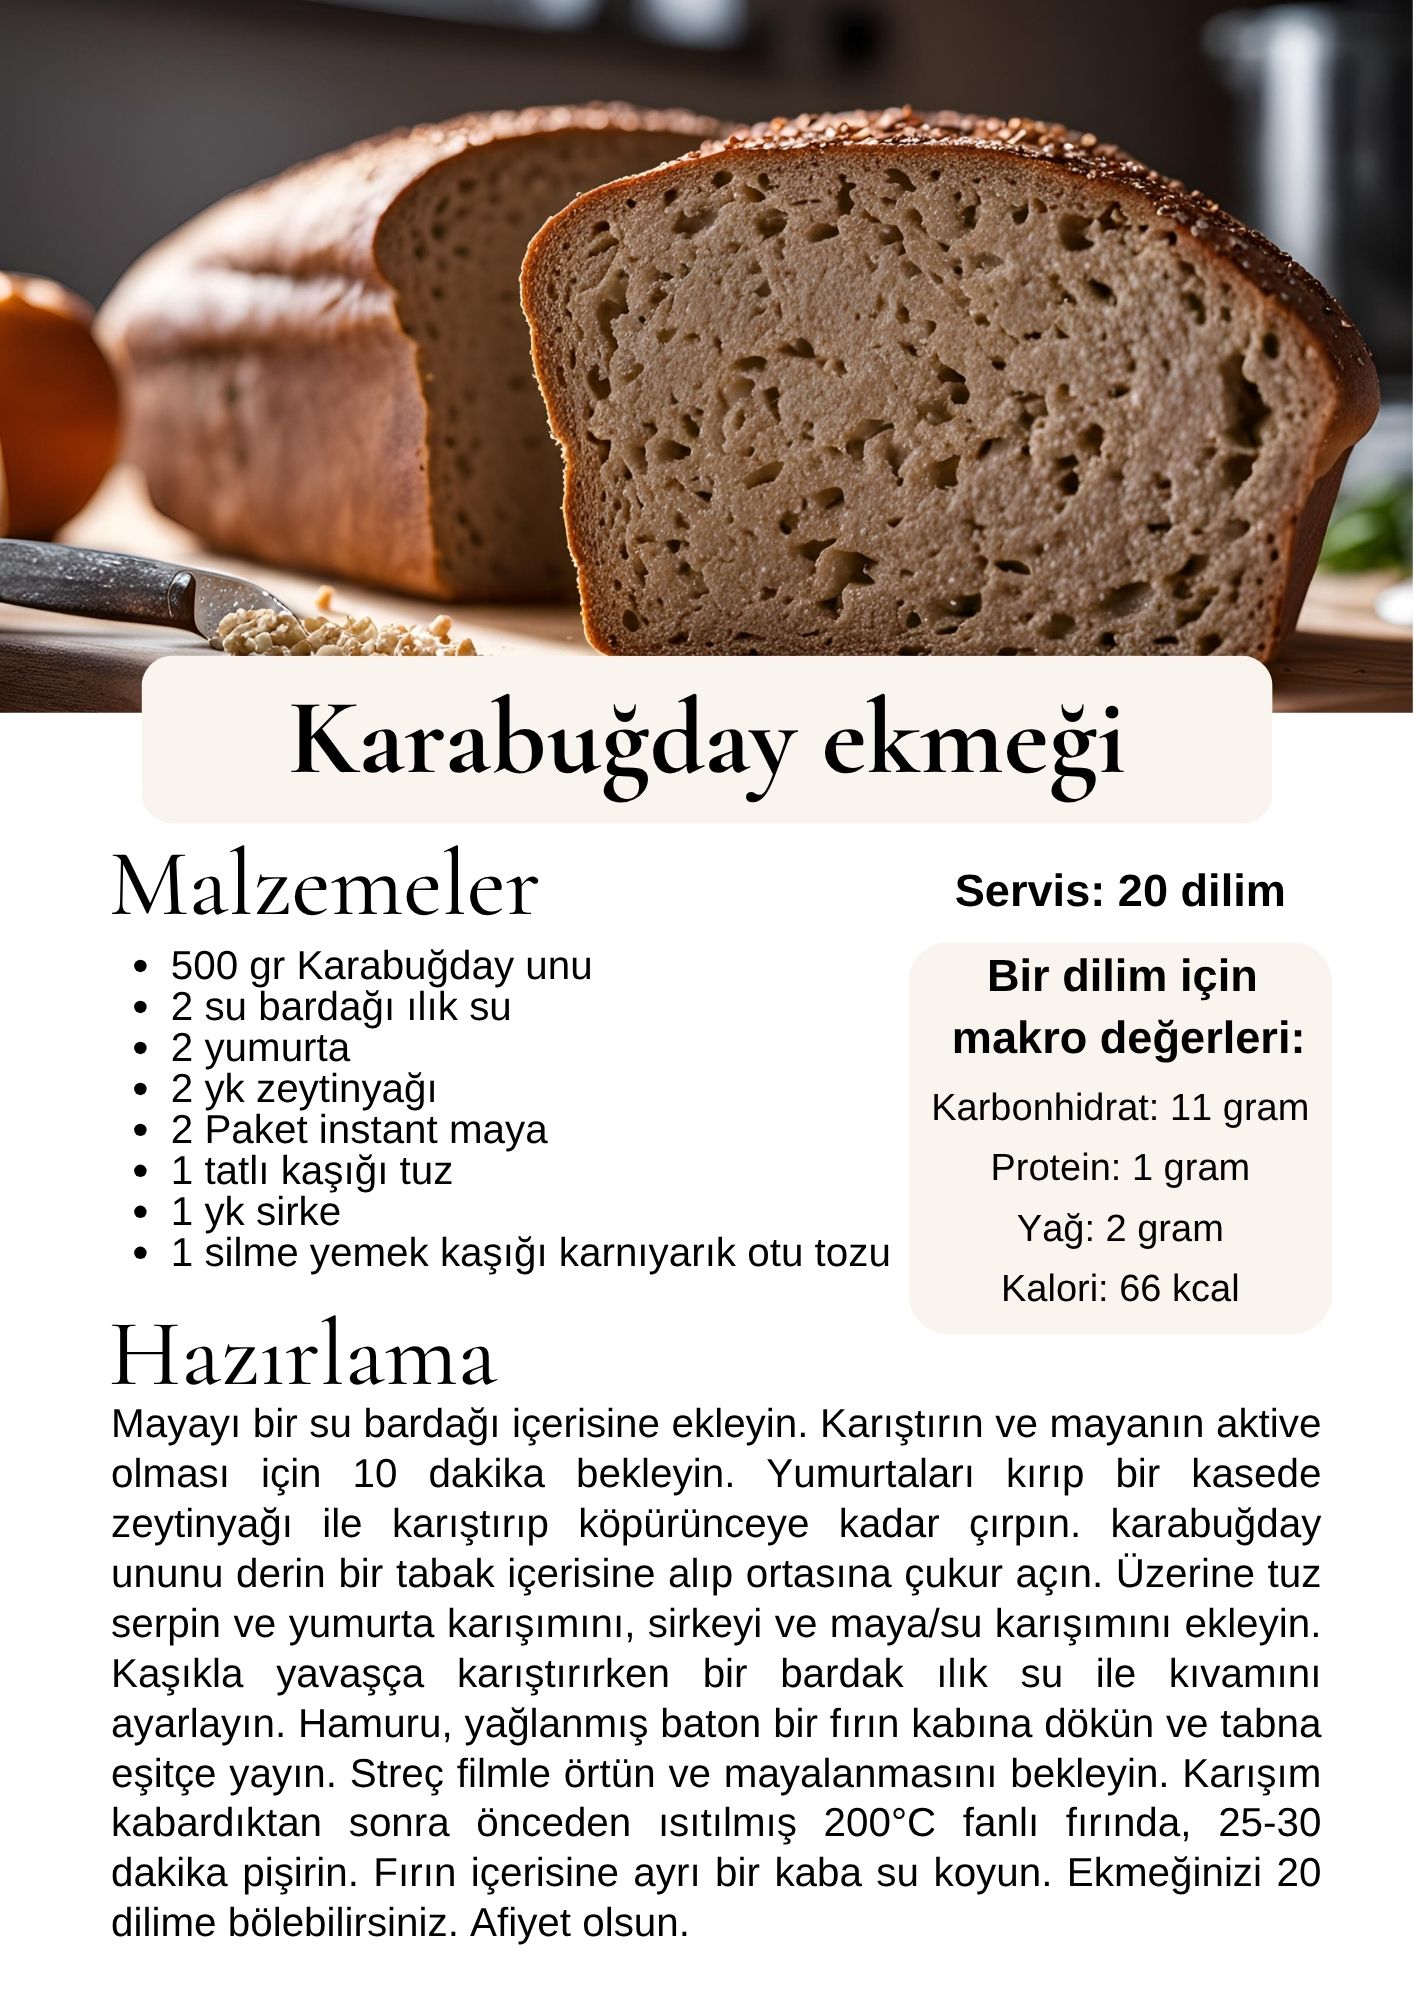 Karabuğday ekmeği
Malzemeler
500 gr Karabuğday unu
2 su bardağı ılık su
2 yumurta
2 yk zeytinyağı
2 Paket instant maya
1 tatlı kaşığı tuz
1 yk sirke
1 silme yemek kaşığı karnıyarık otu tozu
Servis: 20 dilim
Bir dilim için
makro değerleri:
Karbonhidrat: 11 gram
Protein: 1 gram
Yağ: 2 gram
Kalori: 66 kcal
Hazırlama
Mayayı bir su bardağı içerisine ekleyin. Karıştırın ve mayanın aktive
olması için 10 dakika bekleyin. Yumurtaları kırıp bir kasede
zeytinyağı ile karıştırıp köpürünceye kadar çırpın. karabuğday
ununu derin bir tabak içerisine alıp ortasına çukur açın. Üzerine tuz
serpin ve yumurta karışımını, sirkeyi ve maya/su karışımını ekleyin.
Kaşıkla yavaşça karıştırırken bir bardak ılık su ile kıvamını
ayarlayın. Hamuru, yağlanmış baton bir fırın kabına dökün ve tabna
eşitçe yayın. Streç filmle örtün ve mayalanmasını bekleyin. Karışım
kabardıktan sonra önceden ısıtılmış 200°C fanlı fırında, 25-30
dakika pişirin. Fırın içerisine ayrı bir kaba su koyun. Ekmeğinizi 20
dilime bölebilirsiniz. Afiyet olsun.